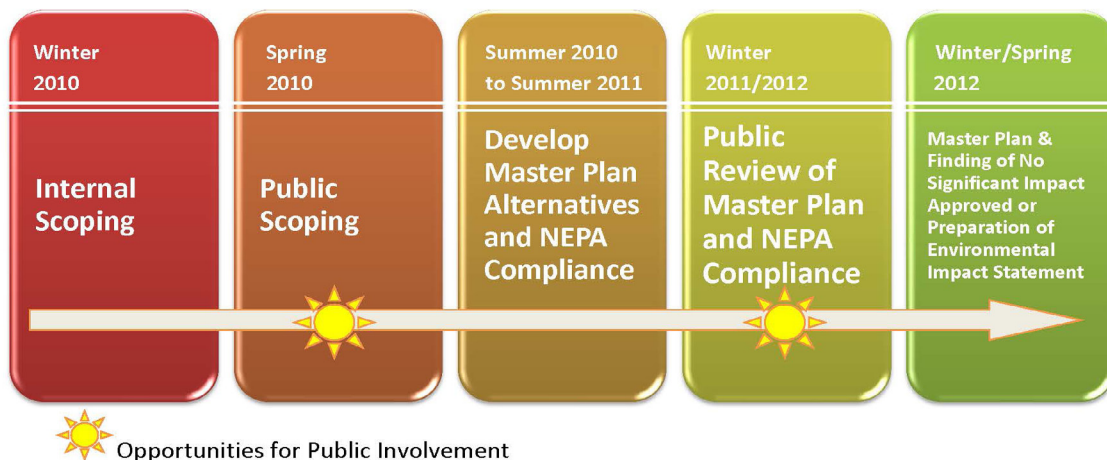 Winter
2010
Internal
Scoping
Spring
2010
Public
Scoping
Summer 2010
to Summer 2011
Develop
Master Plan
Alternatives
and NEPA
Compliance
Winter
2011/2012
Public
Review of
Master Plan
and NEPA
Compliance
Winter/Spring
2012
Master Plan &
Finding of No
Significant Impact
Approved or
Preparation of
Environmental
Impact Statement
Opportunities for Public Involvement